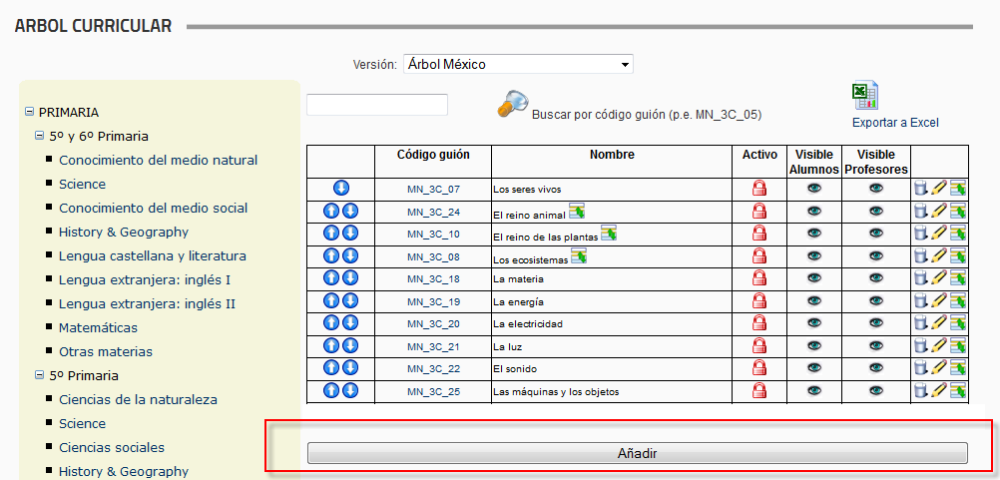 ARBOL CURRICULAR
Versión: Árbol México
PRIMARIA
5º y 6º Primaria
Conocimiento del medio natural
Science
Conocimiento del medio social
History & Geography
Lengua castellana y literatura
Lengua extranjera: inglés I
Lengua extranjera: inglés II
Matemáticas
Otras materias
5º Primaria
Ciencias de la naturaleza
Science
Ciencias sociales
History & Geography
Buscar por código guión (p.e. MN_3C_05)
Exportar a Excel
Código guión Nombre Activo Visible Alumnos Visible Profesores
MN_3C_07 Los seres vivos
MN_3C_24 El reino animal
MN_3C_10 El reino de las plantas
MN_3C_08 Los ecosistemas
MN_3C_18 La materia
MN_3C_19 La energía
MN_3C_20 La electricidad
MN_3C_21 La luz
MN_3C_22 El sonido
MN_3C_25 Las máquinas y los objetos
Añadir